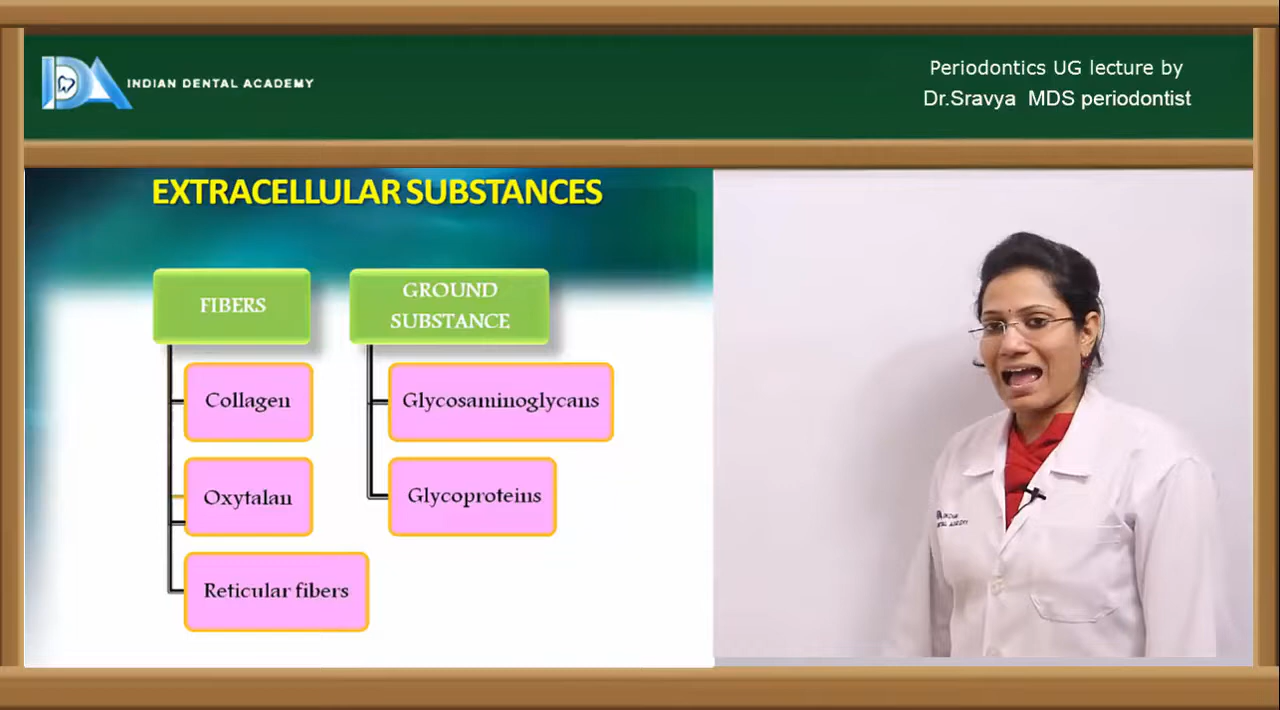 INDIAN DENTAL ACADEMY
Periodontics UG lecture by
Dr.Sravya MDS periodontist
EXTRACELLULAR SUBSTANCES
FIBERS
GROUND
SUBSTANCE
Collagen
Glycosaminoglycans
Oxytalan
Glycoproteins
Reticular fibers